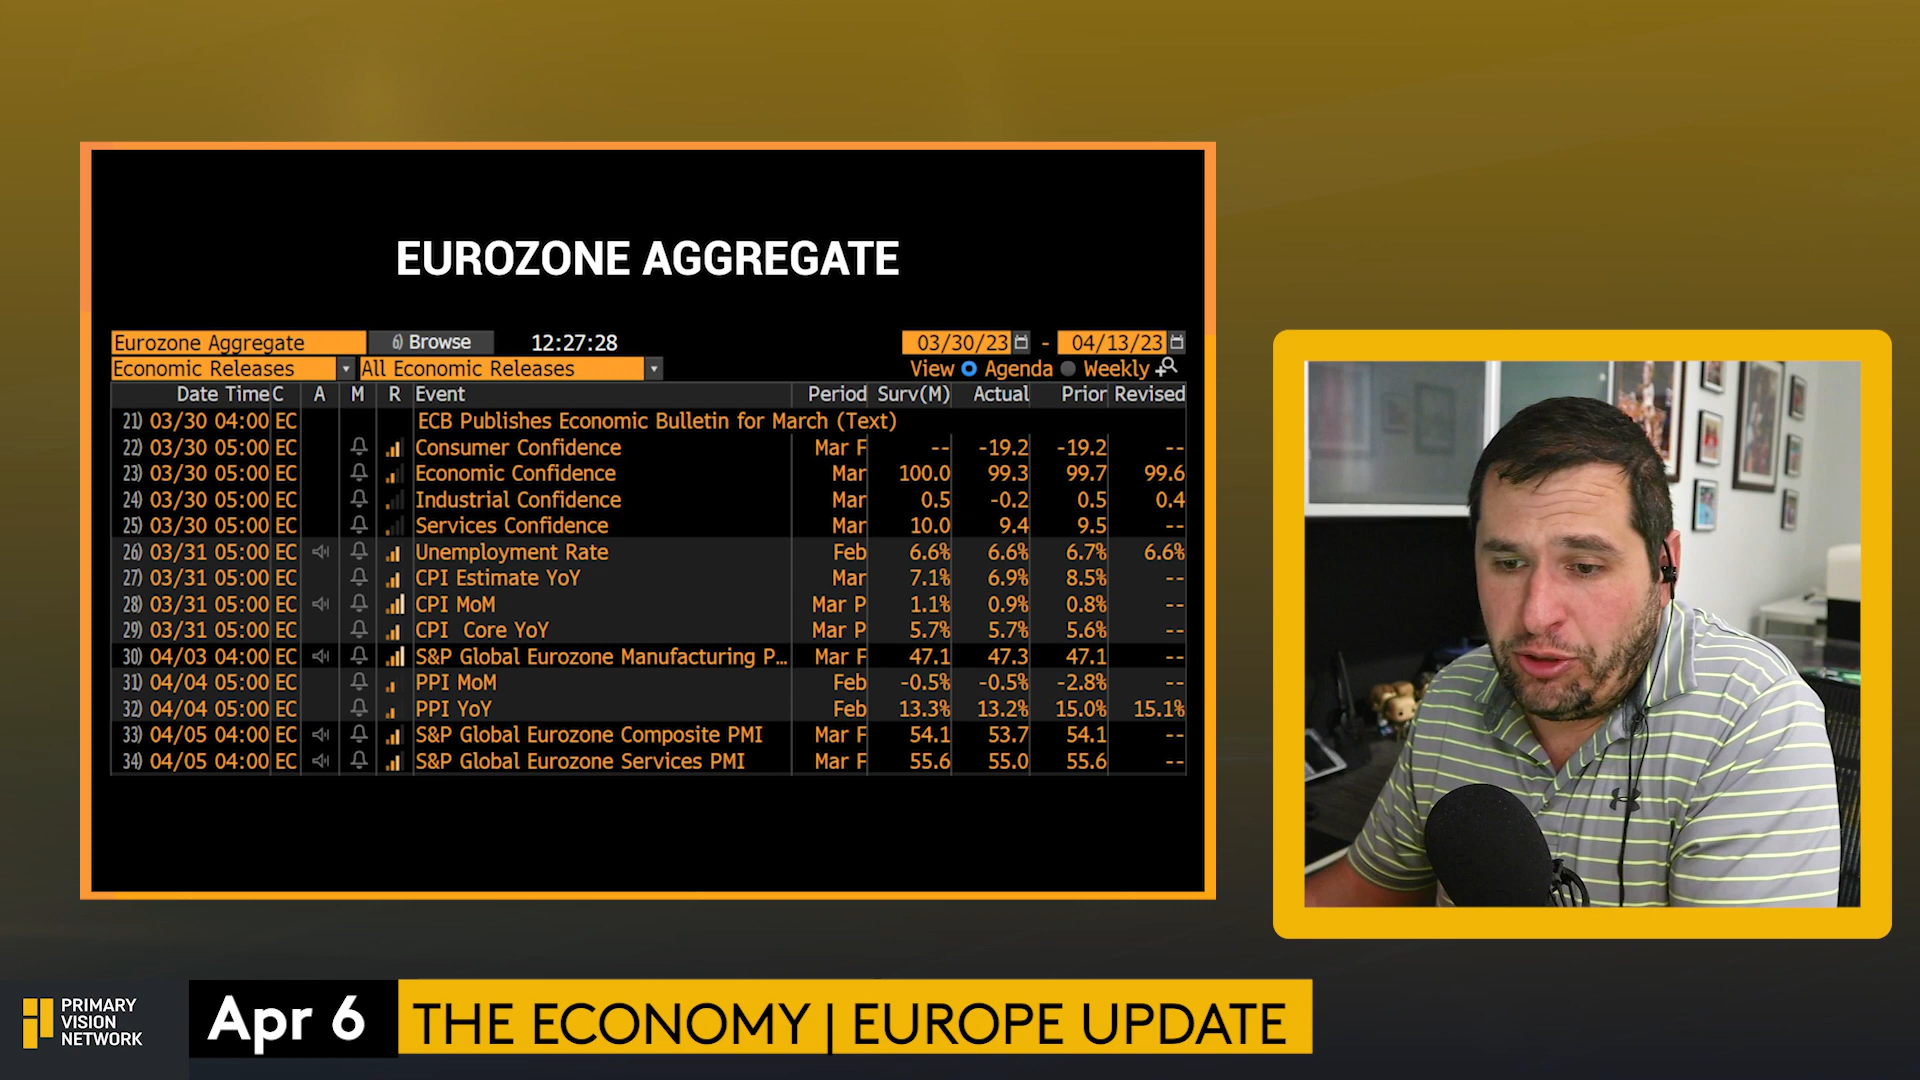 EUROZONE AGGREGATE
Eurozone Aggregate 6) Browse 12:27:28 03/30/23 - 04/13/23
Economic Releases All Economic Releases View Agenda Weekly
Date Time C A M R Event Period Surv(M) Actual Prior Revised
21) 03/30 04:00 EC ECB Publishes Economic Bulletin for March (Text)
22) 03/30 05:00 EC Consumer Confidence Mar F -- -19.2 -19.2 --
23) 03/30 05:00 EC Economic Confidence Mar 100.0 99.3 99.7 99.6
24) 03/30 05:00 EC Industrial Confidence Mar 0.5 -0.2 0.5 0.4
25) 03/30 05:00 EC Services Confidence Mar 10.0 9.4 9.5 --
26) 03/31 05:00 EC Unemployment Rate Feb 6.6% 6.6% 6.7% 6.6%
27) 03/31 05:00 EC CPI Estimate YoY Mar 7.1% 6.9% 8.5% --
28) 03/31 05:00 EC CPI MoM Mar P 1.1% 0.9% 0.8% --
29) 03/31 05:00 EC CPI Core YoY Mar P 5.7% 5.7% 5.6% --
30) 04/03 04:00 EC S&P Global Eurozone Manufacturing P... Mar F 47.1 47.3 47.1 --
31) 04/04 05:00 EC PPI MoM Feb -0.5% -0.5% -2.8% --
32) 04/04 05:00 EC PPI YoY Feb 13.3% 13.2% 15.0% 15.1%
33) 04/05 04:00 EC S&P Global Eurozone Composite PMI Mar F 54.1 53.7 54.1 --
34) 04/05 04:00 EC S&P Global Eurozone Services PMI Mar F 55.6 55.0 55.6 --
PRIMARY
VISION
NETWORK
Apr 6
THE ECONOMY | EUROPE UPDATE